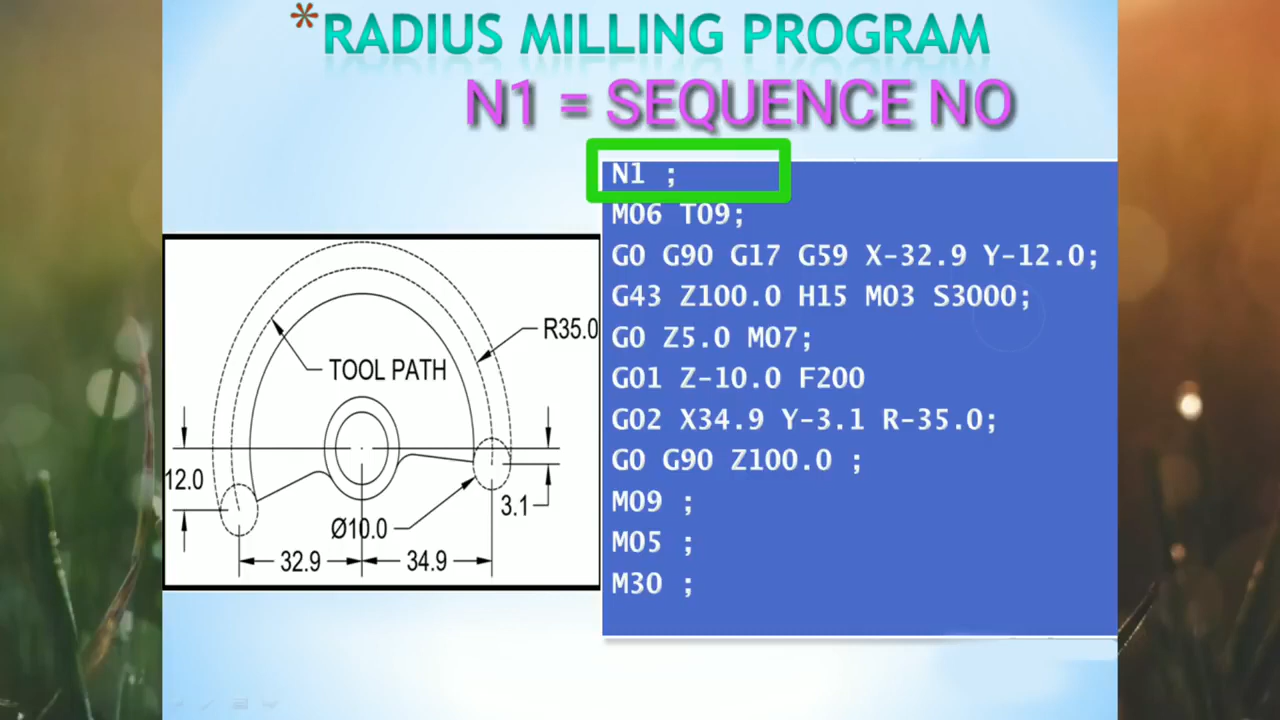 *RADIUS MILLING PROGRAM
N1 = SEQUENCE NO
N1 ;
M06 T09;
G0 G90 G17 G59 X-32.9 Y-12.0;
G43 Z100.0 H15 M03 S3000;
G0 Z5.0 M07;
G01 Z-10.0 F200
G02 X34.9 Y-3.1 R-35.0;
G0 G90 Z100.0 ;
M09 ;
M05 ;
M30 ;
R35.0
TOOL PATH
12.0
3.1
Ø10.0
32.9
34.9